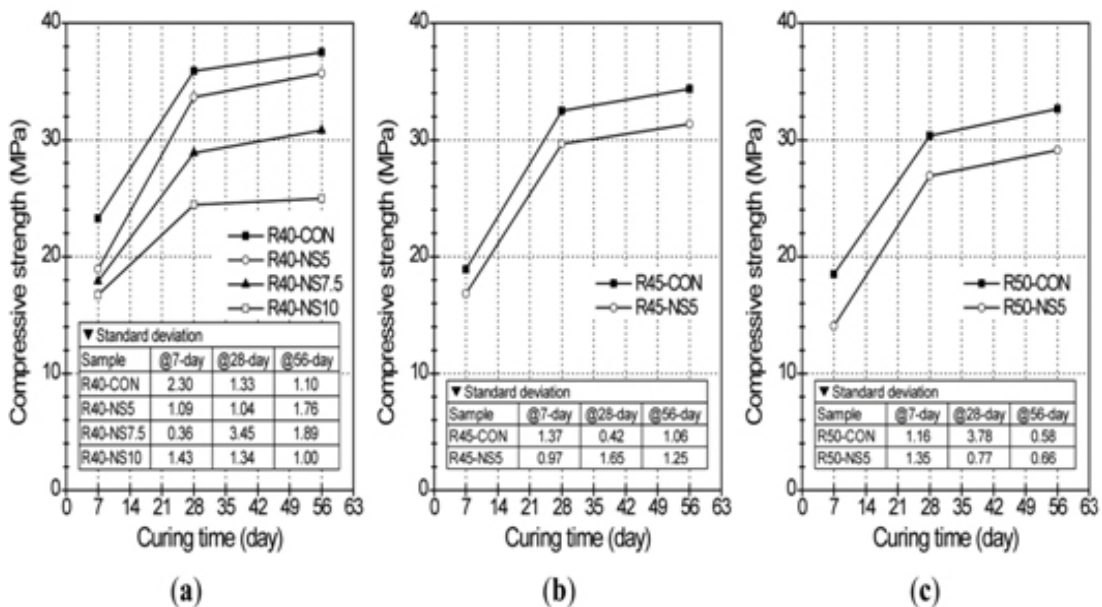 40
30
20
10
0
Compressive strength (MPa)
R40-CON
R40-NS5
R40-NS7.5
R40-NS10
▼ Standard deviation
Sample @7-day @28-day @56-day
R40-CON 2.30 1.33 1.10
R40-NS5 1.09 1.04 1.76
R40-NS7.5 0.36 3.45 1.89
R40-NS10 1.43 1.34 1.00
0 7 14 21 28 35 42 49 56 63
Curing time (day)
(a)
40
30
20
10
0
Compressive strength (MPa)
R45-CON
R45-NS5
▼ Standard deviation
Sample @7-day @28-day @56-day
R45-CON 1.37 0.42 1.06
R45-NS5 0.97 1.65 1.25
0 7 14 21 28 35 42 49 56 63
Curing time (day)
(b)
40
30
20
10
0
Compressive strength (MPa)
R50-CON
R50-NS5
▼ Standard deviation
Sample @7-day @28-day @56-day
R50-CON 1.16 3.78 0.58
R50-NS5 1.35 0.77 0.66
0 7 14 21 28 35 42 49 56 63
Curing time (day)
(c)